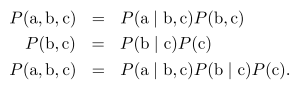 P(a, b, c) = P(a | b, c)P(b, c)
P(b, c) = P(b | c)P(c)
P(a, b, c) = P(a | b, c)P(b | c)P(c).